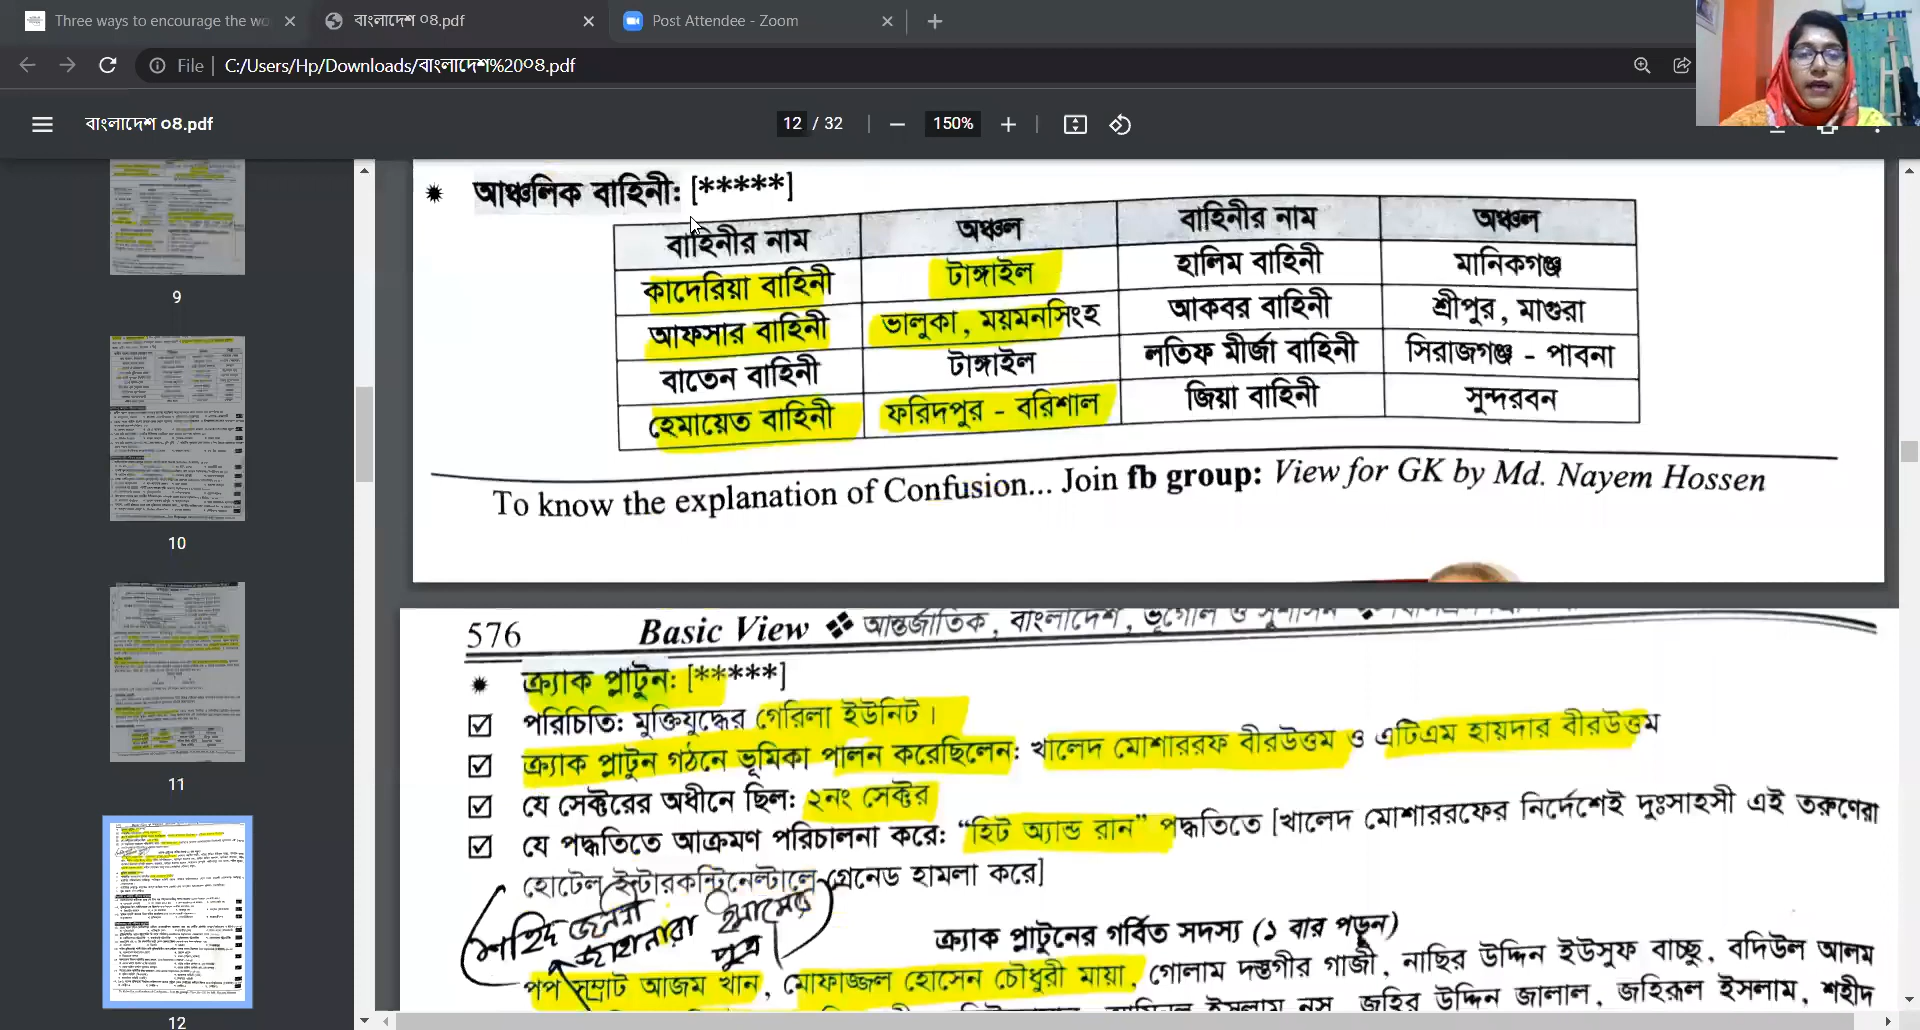 Three ways to encourage the wo
বাংলাদেশ ০৪.pdf
Post Attendee - Zoom
File
C:/Users/Hp/Downloads/বাংলাদেশ%20০৪.pdf
বাংলাদেশ ০৪.pdf
12 / 32
150%
9
10
11
12
আঞ্চলিক বাহিনী: [*****]
বাহিনীর নাম অঞ্চল বাহিনীর নাম অঞ্চল
কাদেরিয়া বাহিনী টাঙ্গাইল হালিম বাহিনী মানিকগঞ্জ
আফসার বাহিনী ভালুকা, ময়মনসিংহ আকবর বাহিনী শ্রীপুর, মাগুরা
বাতেন বাহিনী টাঙ্গাইল লতিফ মীর্জা বাহিনী সিরাজগঞ্জ - পাবনা
হেমায়েত বাহিনী ফরিদপুর - বরিশাল জিয়া বাহিনী সুন্দরবন
To know the explanation of Confusion... Join fb group: View for GK by Md. Nayem Hossen
576 Basic View ❖ আন্তর্জাতিক, বাংলাদেশ, ভূগোল ও সুশাসন ❖
ক্র্যাক প্লাটুন: [*****]
পরিচিতি: মুক্তিযুদ্ধের গেরিলা ইউনিট।
ক্র্যাক প্লাটুন গঠনে ভূমিকা পালন করেছিলেন: খালেদ মোশাররফ বীরউত্তম ও এটিএম হায়দার বীরউত্তম
যে সেক্টরের অধীনে ছিল: ২নং সেক্টর
যে পদ্ধতিতে আক্রমণ পরিচালনা করে: “হিট অ্যান্ড রান” পদ্ধতিতে [খালেদ মোশাররফের নির্দেশেই দুঃসাহসী এই তরুণেরা
হোটেল ইন্টারকন্টিনেন্টালে গ্রেনেড হামলা করে]
শহিদ জননী
জাহানারা ইমামের
পুত্র
ক্র্যাক প্লাটুনের গর্বিত সদস্য (১ বার পড়ুন)
পপ সম্রাট আজম খান, মোফাজ্জল হোসেন চৌধুরী মায়া, গোলাম দস্তগীর গাজী, নাছির উদ্দিন ইউসুফ বাচ্চু, বদিউল আলম
ইসলাম নসু, জহির উদ্দিন জালাল, জহিরুল ইসলাম, শহীদ